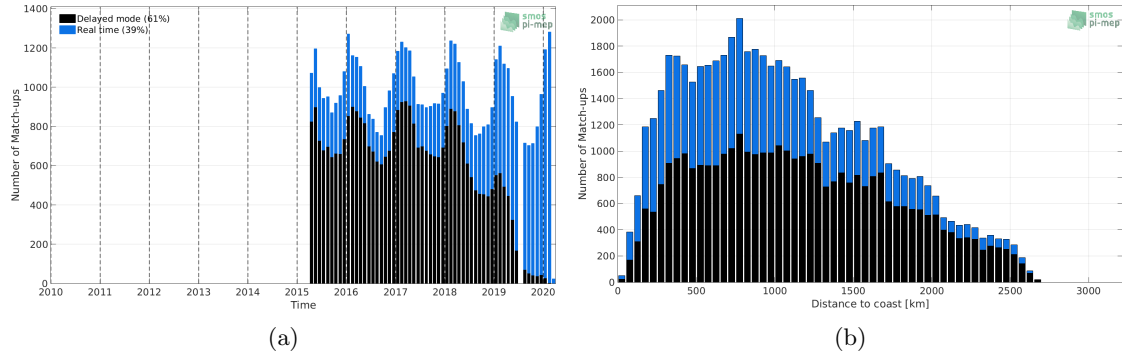 Delayed mode (61%)
Real time (39%)
smos
pi-mep
1400
1200
1000
800
600
400
200
0
Number of Match-ups
2010 2011 2012 2013 2014 2015 2016 2017 2018 2019 2020
Time
(a)
smos
pi-mep
2000
1800
1600
1400
1200
1000
800
600
400
200
0
Number of Match-ups
0 500 1000 1500 2000 2500 3000
Distance to coast [km]
(b)